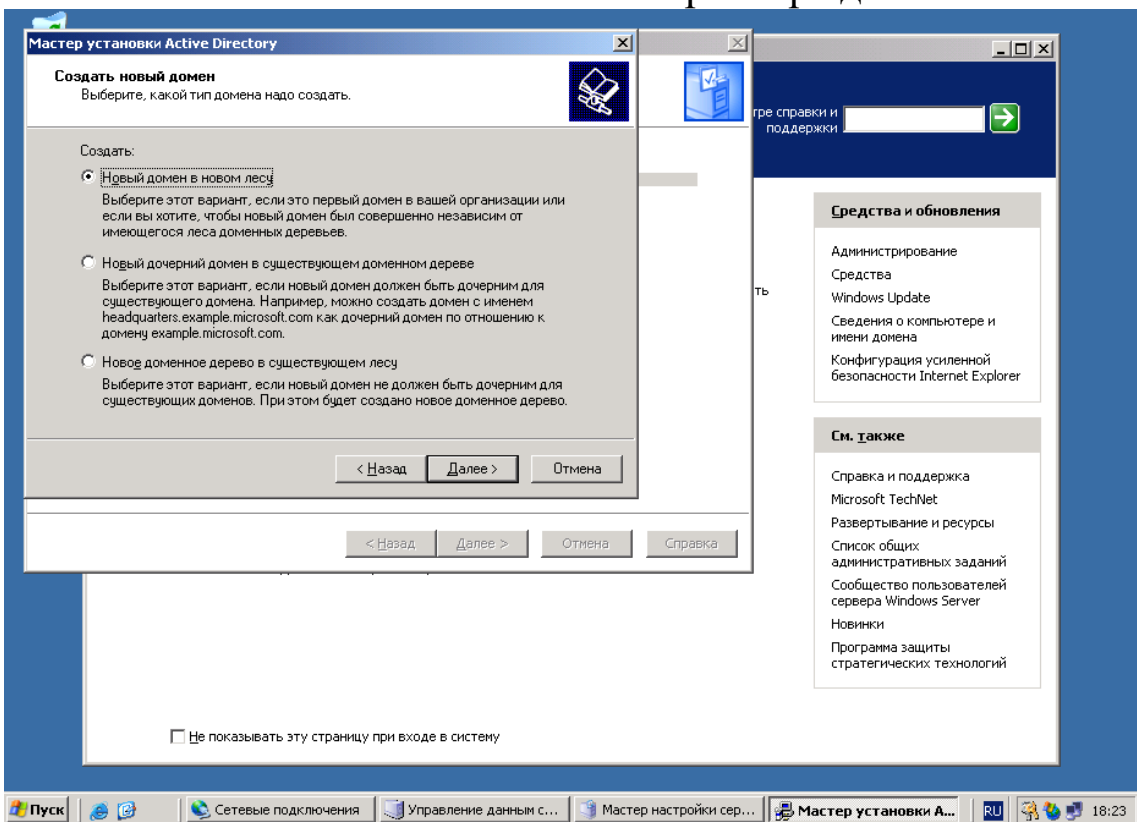 Мастер установки Active Directory
Создать новый домен
Выберите, какой тип домена надо создать.
Создать:
Новый домен в новом лесу
Выберите этот вариант, если это первый домен в вашей организации или
если вы хотите, чтобы новый домен был совершенно независим от
имеющегося леса доменных деревьев.
Новый дочерний домен в существующем доменном дереве
Выберите этот вариант, если новый домен должен быть дочерним для
существующего домена. Например, можно создать домен с именем
headquarters.example.microsoft.com как дочерний домен по отношению к
домену example.microsoft.com.
Новое доменное дерево в существующем лесу
Выберите этот вариант, если новый домен не должен быть дочерним для
существующих доменов. При этом будет создано новое доменное дерево.
< Назад Далее > Отмена
< Назад Далее > Отмена Справка
тре справки и
поддержки
ть
Средства и обновления
Администрирование
Средства
Windows Update
Сведения о компьютере и
имени домена
Конфигурация усиленной
безопасности Internet Explorer
См. также
Справка и поддержка
Microsoft TechNet
Развертывание и ресурсы
Список общих
административных заданий
Сообщество пользователей
сервера Windows Server
Новинки
Программа защиты
стратегических технологий
Не показывать эту страницу при входе в систему
Пуск Сетевые подключения Управление данным с... Мастер настройки сер... Мастер установки A... RU 18:23